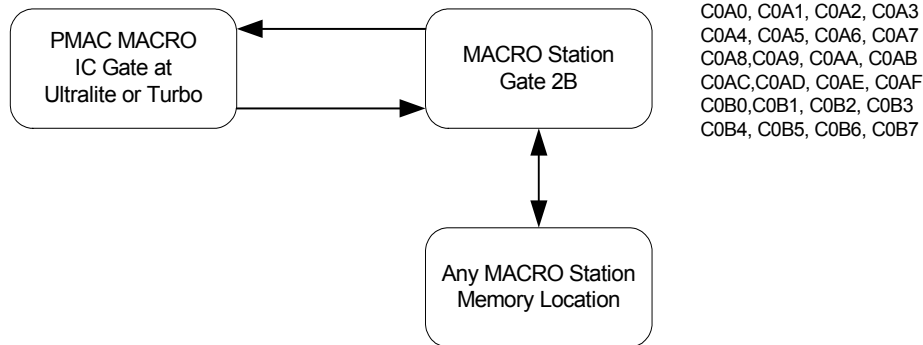 PMAC MACRO
IC Gate at
Ultralite or Turbo
MACRO Station
Gate 2B
C0A0, C0A1, C0A2, C0A3
C0A4, C0A5, C0A6, C0A7
C0A8,C0A9, C0AA, C0AB
C0AC,C0AD, C0AE, C0AF
C0B0,C0B1, C0B2, C0B3
C0B4, C0B5, C0B6, C0B7
Any MACRO Station
Memory Location